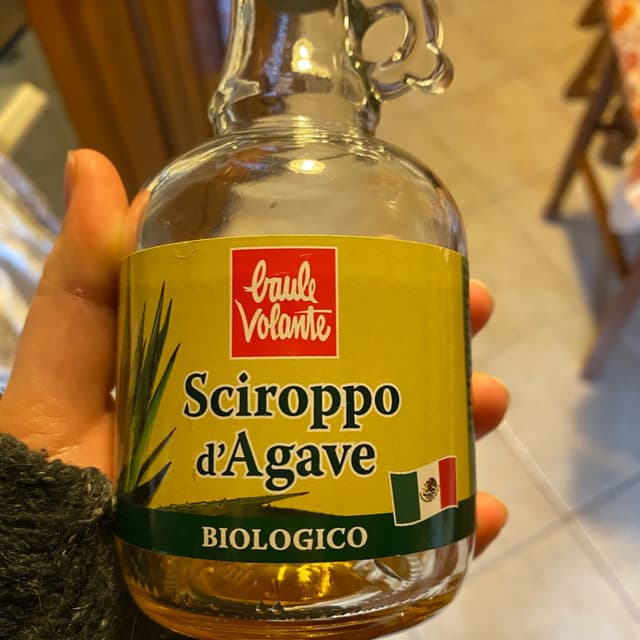 baule
Volante
Sciroppo
d'Agave
BIOLOGICO